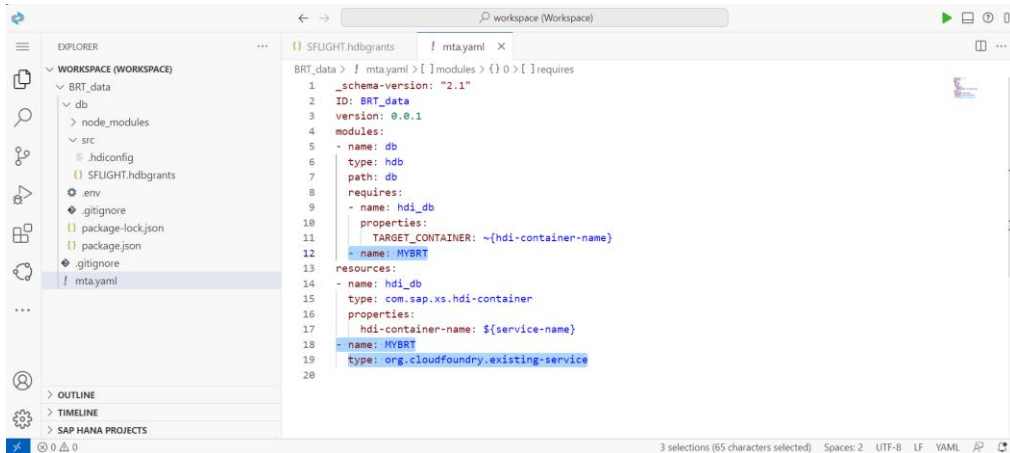 workspace (Workspace)
EXPLORER ...
WORKSPACE (WORKSPACE)
BRT_data
db
node_modules
src
.hdiconfig
SFLIGHT.hdbgrants
.env
.gitignore
package-lock.json
package.json
.gitignore
mta.yaml
OUTLINE
TIMELINE
SAP HANA PROJECTS
SFLIGHT.hdbgrants
mta.yaml
BRT_data > ! mta.yaml > [ ] modules > { } 0 > [ ] requires
1 _schema-version: "2.1"
2 ID: BRT_data
3 version: 0.0.1
4 modules:
5 - name: db
6 type: hdb
7 path: db
8 requires:
9 - name: hdi_db
10 properties:
11 TARGET_CONTAINER: ~{hdi-container-name}
12 - name: MYBRT
13 resources:
14 - name: hdi_db
15 type: com.sap.xs.hdi-container
16 properties:
17 hdi-container-name: ${service-name}
18 - name: MYBRT
19 type: org.cloudfoundry.existing-service
20
0 0 3 selections (65 characters selected) Spaces: 2 UTF-8 LF YAML